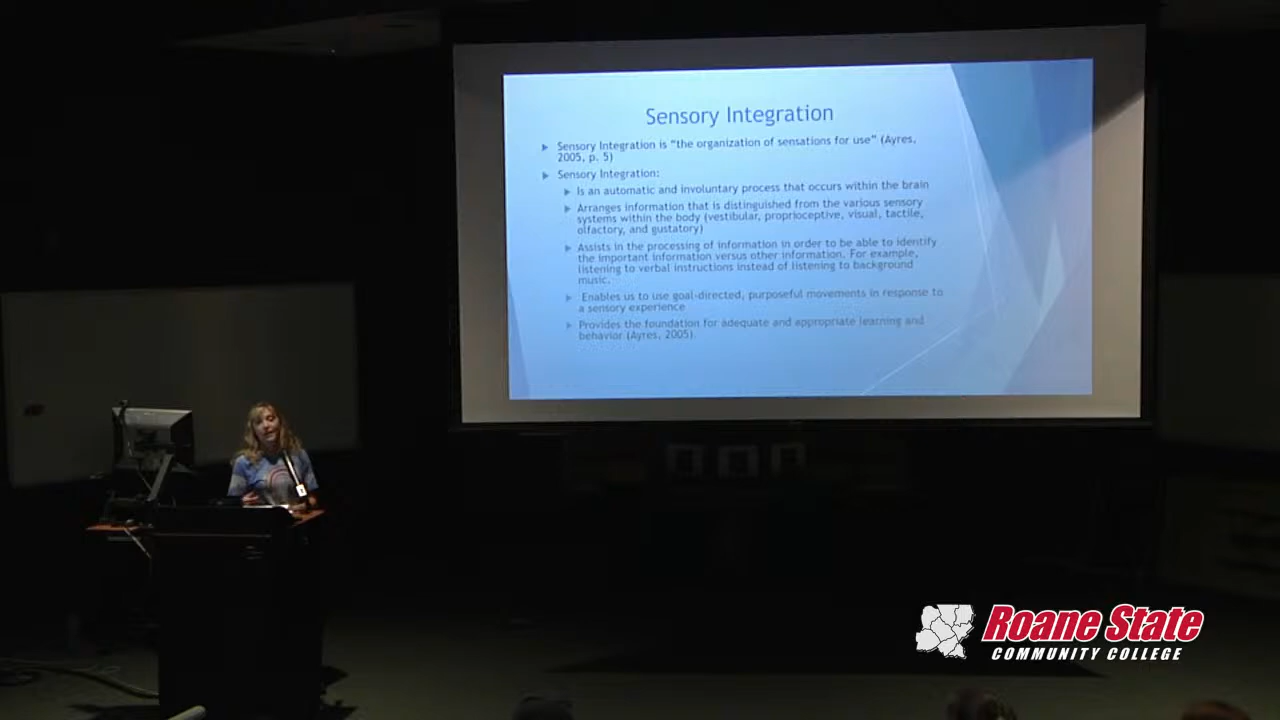 Sensory Integration
Sensory Integration is “the organization of sensations for use” (Ayres,
2005, p. 5)
Sensory Integration:
Is an automatic and involuntary process that occurs within the brain
Arranges information that is distinguished from the various sensory
systems within the body (vestibular, proprioceptive, visual, tactile,
olfactory, and gustatory)
Assists in the processing of information in order to be able to identify
the important information versus other information. For example,
listening to verbal instructions instead of listening to background
music.
Enables us to use goal-directed, purposeful movements in response to
a sensory experience
Provides the foundation for adequate and appropriate learning and
behavior (Ayres, 2005).
Roane State
COMMUNITY COLLEGE